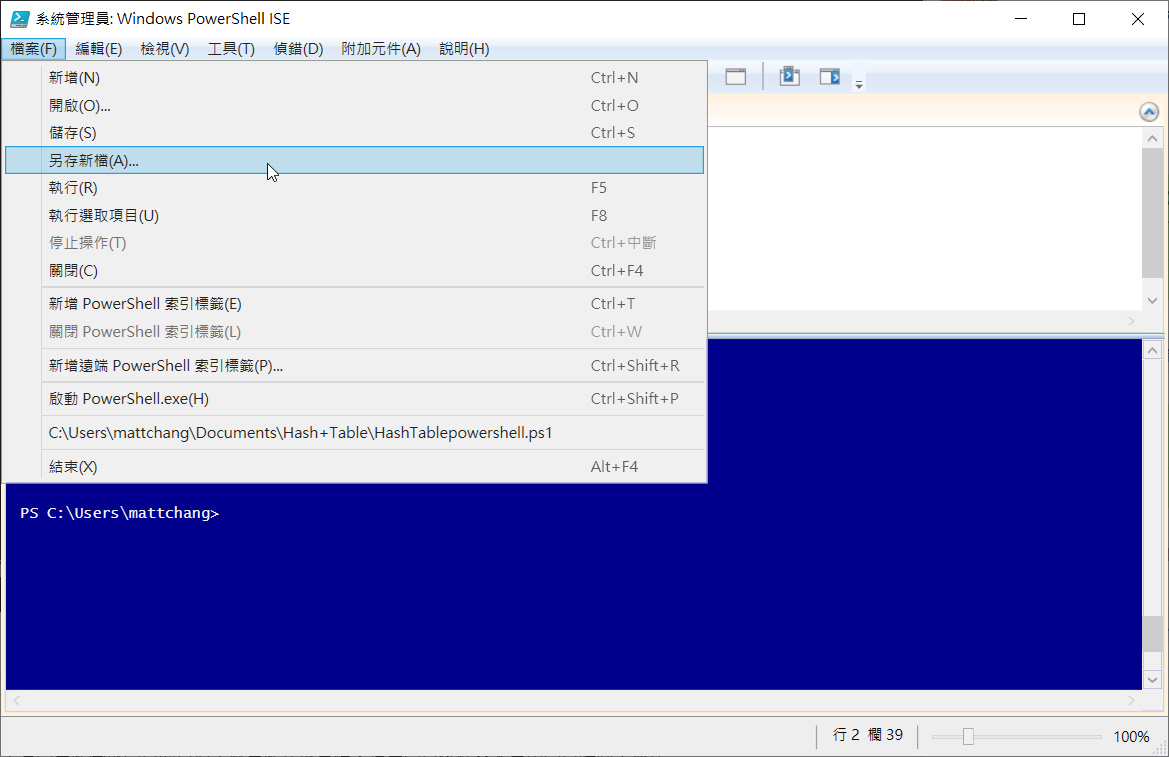 系統管理員: Windows PowerShell ISE
檔案(F) 編輯(E) 檢視(V) 工具(T) 偵錯(D) 附加元件(A) 說明(H)
新增(N) Ctrl+N
開啟(O)... Ctrl+O
儲存(S) Ctrl+S
另存新檔(A)...
執行(R) F5
執行選取項目(U) F8
停止操作(T) Ctrl+中斷
關閉(C) Ctrl+F4
新增 PowerShell 索引標籤(E) Ctrl+T
關閉 PowerShell 索引標籤(L) Ctrl+W
新增遠端 PowerShell 索引標籤(P)... Ctrl+Shift+R
啟動 PowerShell.exe(H) Ctrl+Shift+P
C:\Users\mattchang\Documents\Hash+Table\HashTablepowershell.ps1
結束(X) Alt+F4
PS C:\Users\mattchang>
行 2 欄 39 100%